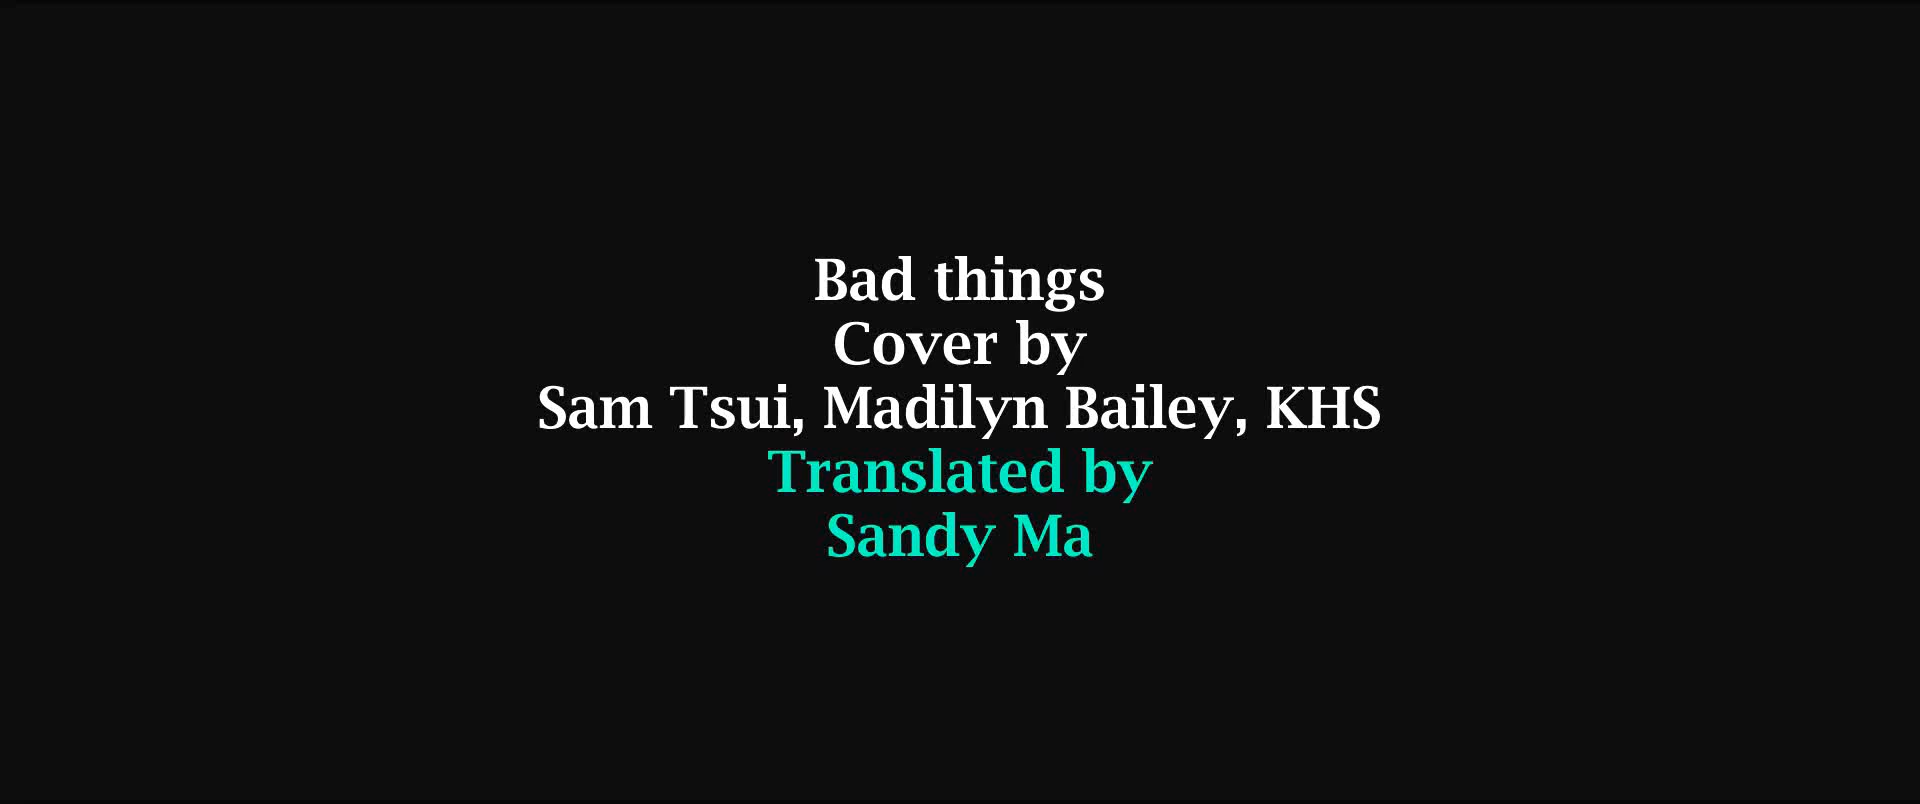 Bad things
Cover by
Sam Tsui, Madilyn Bailey, KHS
Translated by
Sandy Ma